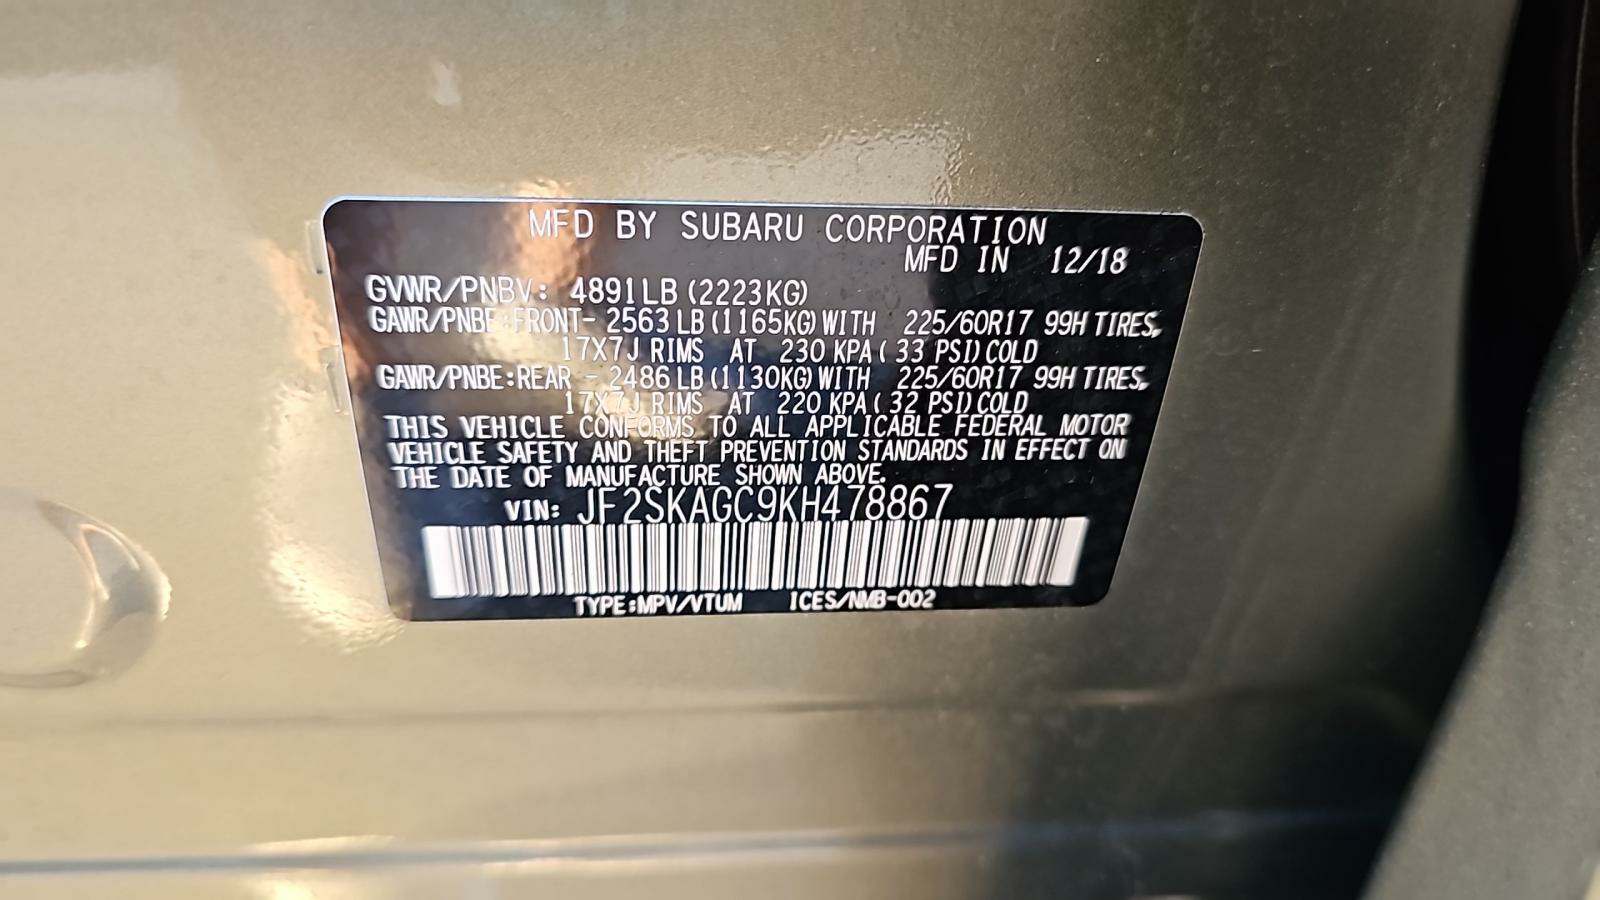 MFD BY SUBARU CORPORATION
MFD IN 12/18
GVWR/PNBV: 4891LB (2223KG)
GAWR/PNBE:FRONT- 2563 LB (1165KG) WITH 225/60R17 99H TIRES,
17X7J RIMS AT 230 KPA ( 33 PSI) COLD
GAWR/PNBE:REAR - 2486 LB (1130KG) WITH 225/60R17 99H TIRES,
17X7J RIMS AT 220 KPA ( 32 PSI) COLD
THIS VEHICLE CONFORMS TO ALL APPLICABLE FEDERAL MOTOR
VEHICLE SAFETY AND THEFT PREVENTION STANDARDS IN EFFECT ON
THE DATE OF MANUFACTURE SHOWN ABOVE.
VIN: JF2SKAGC9KH478867
TYPE:MPV/VTUM ICES/NMB-002